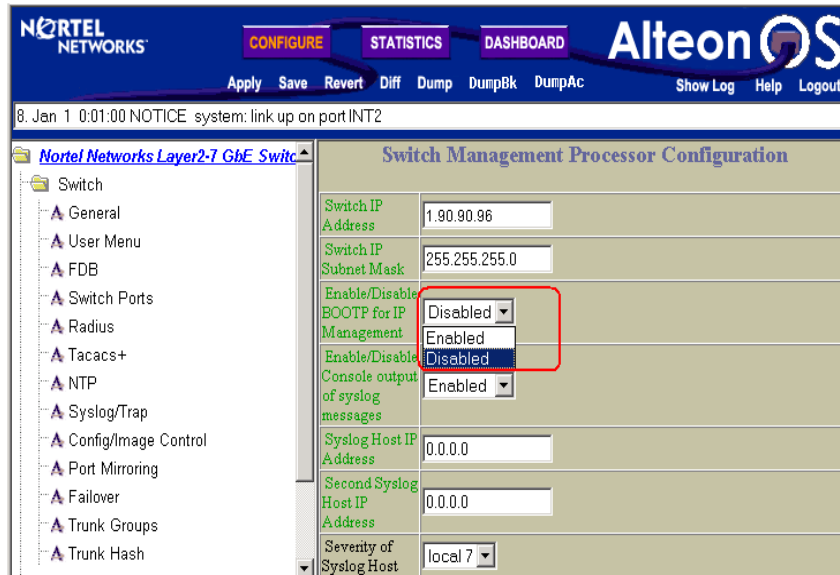 NORTEL
NETWORKS
CONFIGURE STATISTICS DASHBOARD
Alteon OS
Apply Save Revert Diff Dump DumpBk DumpAc Show Log Help Logout
8. Jan 1 0:01:00 NOTICE system: link up on port INT2
Nortel Networks Layer2-7 GbE Switc
Switch
General
User Menu
FDB
Switch Ports
Radius
Tacacs+
NTP
Syslog/Trap
Config/Image Control
Port Mirroring
Failover
Trunk Groups
Trunk Hash
Switch Management Processor Configuration
Switch IP
Address
1.90.90.96
Switch IP
Subnet Mask
255.255.255.0
Enable/Disable
BOOTP for IP
Management
Disabled
Enabled
Disabled
Enable/Disable
Console output
of syslog
messages
Enabled
Syslog Host IP
Address
0.0.0.0
Second Syslog
Host IP
Address
0.0.0.0
Severity of
Syslog Host
local 7